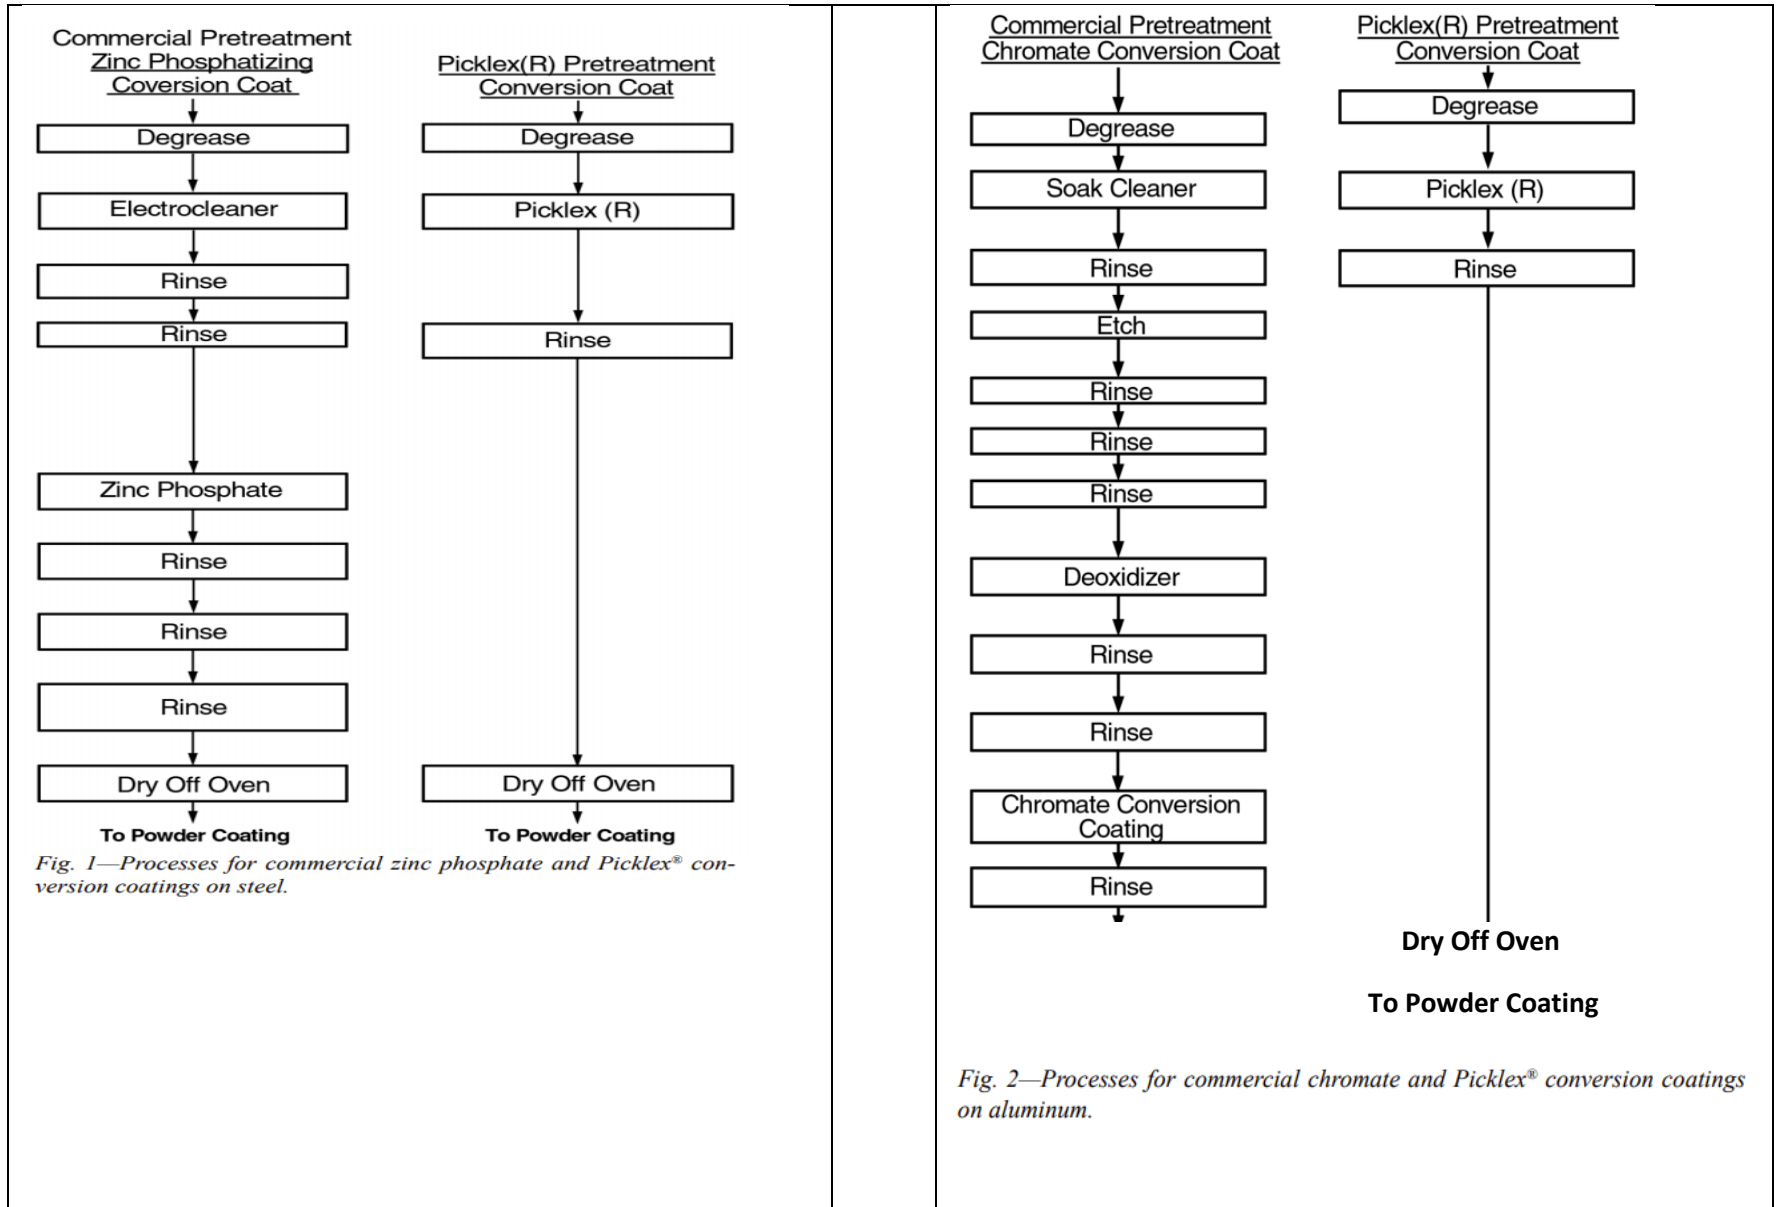 Commercial Pretreatment
Zinc Phosphatizing
Coversion Coat
Degrease
Electrocleaner
Rinse
Rinse
Zinc Phosphate
Rinse
Rinse
Rinse
Dry Off Oven
To Powder Coating
Picklex(R) Pretreatment
Conversion Coat
Degrease
Picklex (R)
Rinse
Dry Off Oven
To Powder Coating
Fig. 1—Processes for commercial zinc phosphate and Picklex® con-
version coatings on steel.
Commercial Pretreatment
Chromate Conversion Coat
Degrease
Soak Cleaner
Rinse
Etch
Rinse
Rinse
Rinse
Deoxidizer
Rinse
Rinse
Chromate Conversion
Coating
Rinse
Picklex(R) Pretreatment
Conversion Coat
Degrease
Picklex (R)
Rinse
Dry Off Oven
To Powder Coating
Fig. 2—Processes for commercial chromate and Picklex® conversion coatings
on aluminum.